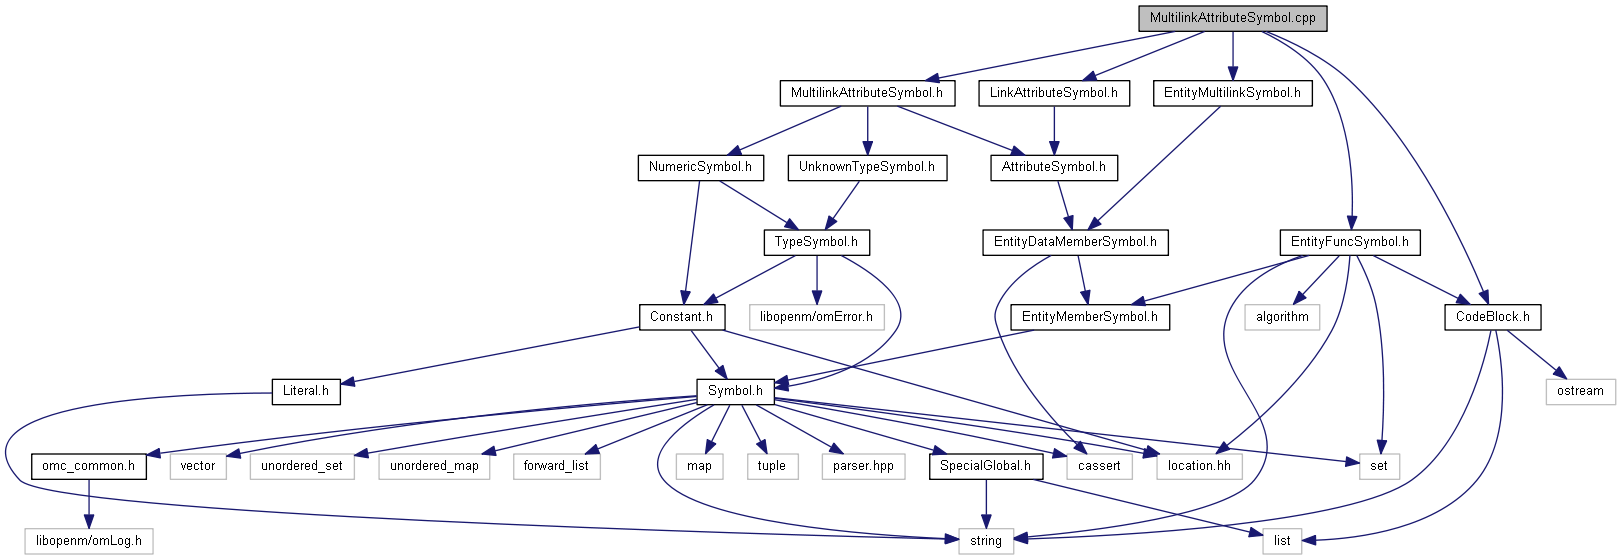 MultilinkAttributeSymbol.cpp
MultilinkAttributeSymbol.h
LinkAttributeSymbol.h
EntityMultilinkSymbol.h
NumericSymbol.h
UnknownTypeSymbol.h
AttributeSymbol.h
TypeSymbol.h
EntityDataMemberSymbol.h
EntityFuncSymbol.h
Constant.h
libopenm/omError.h
EntityMemberSymbol.h
algorithm
CodeBlock.h
Literal.h
Symbol.h
ostream
omc_common.h
vector
unordered_set
unordered_map
forward_list
map
tuple
parser.hpp
SpecialGlobal.h
cassert
location.hh
set
libopenm/omLog.h
string
list